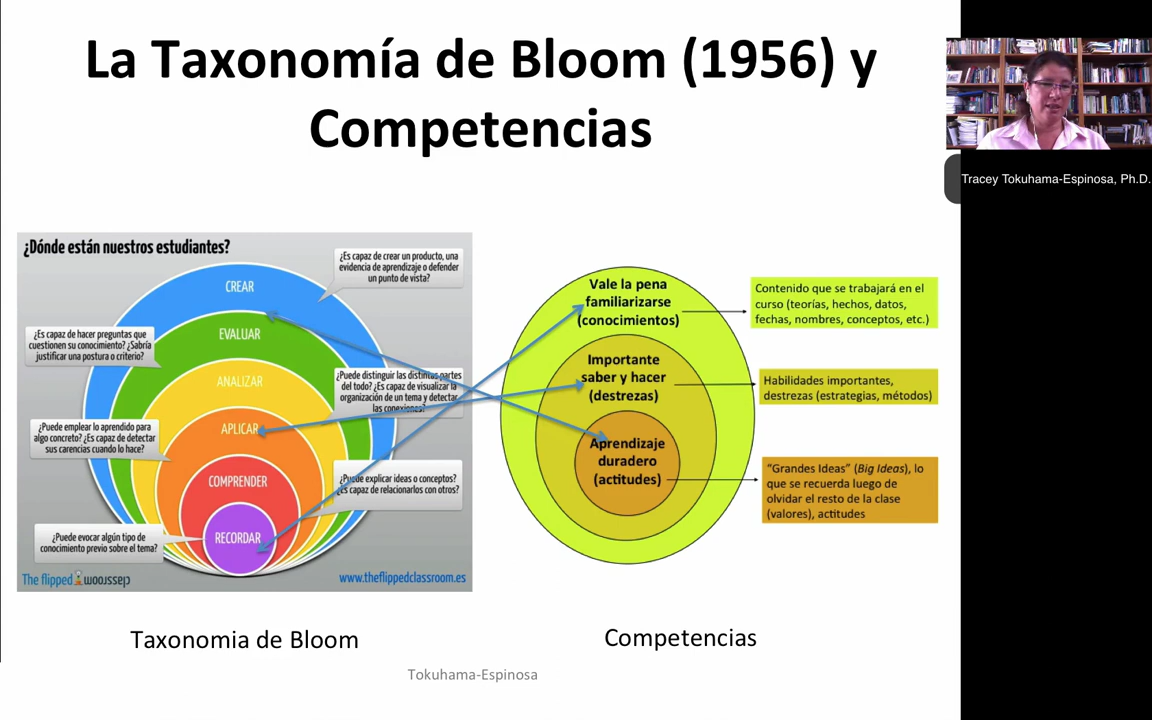 La Taxonomía de Bloom (1956) y
Competencias
Tracey Tokuhama-Espinosa, Ph.D.
¿Dónde están nuestros estudiantes?
¿Es capaz de crear un producto, una
evidencia de aprendizaje o defender
un punto de vista?
CREAR
¿Es capaz de hacer preguntas que
cuestionen su conocimiento? ¿Sabría
justificar una postura o criterio?
EVALUAR
ANALIZAR
¿Puede distinguir las distintas partes
del todo? ¿Es capaz de visualizar la
organización de un tema y detectar
las conexiones?
¿Puede emplear lo aprendido para
algo concreto? ¿Es capaz de detectar
sus carencias cuando lo hace?
APLICAR
COMPRENDER
¿Puede explicar ideas o conceptos?
¿Es capaz de relacionarlos con otros?
¿Puede evocar algún tipo de
conocimiento previo sobre el tema?
RECORDAR
The flipped classroom
www.theflippedclassroom.es
Vale la pena
familiarizarse
(conocimientos)
Contenido que se trabajará en el
curso (teorías, hechos, datos,
fechas, nombres, conceptos, etc.)
Importante
saber y hacer
(destrezas)
Habilidades importantes,
destrezas (estrategias, métodos)
Aprendizaje
duradero
(actitudes)
"Grandes Ideas" (Big Ideas), lo
que se recuerda luego de
olvidar el resto de la clase
(valores), actitudes
Taxonomia de Bloom
Competencias
Tokuhama-Espinosa